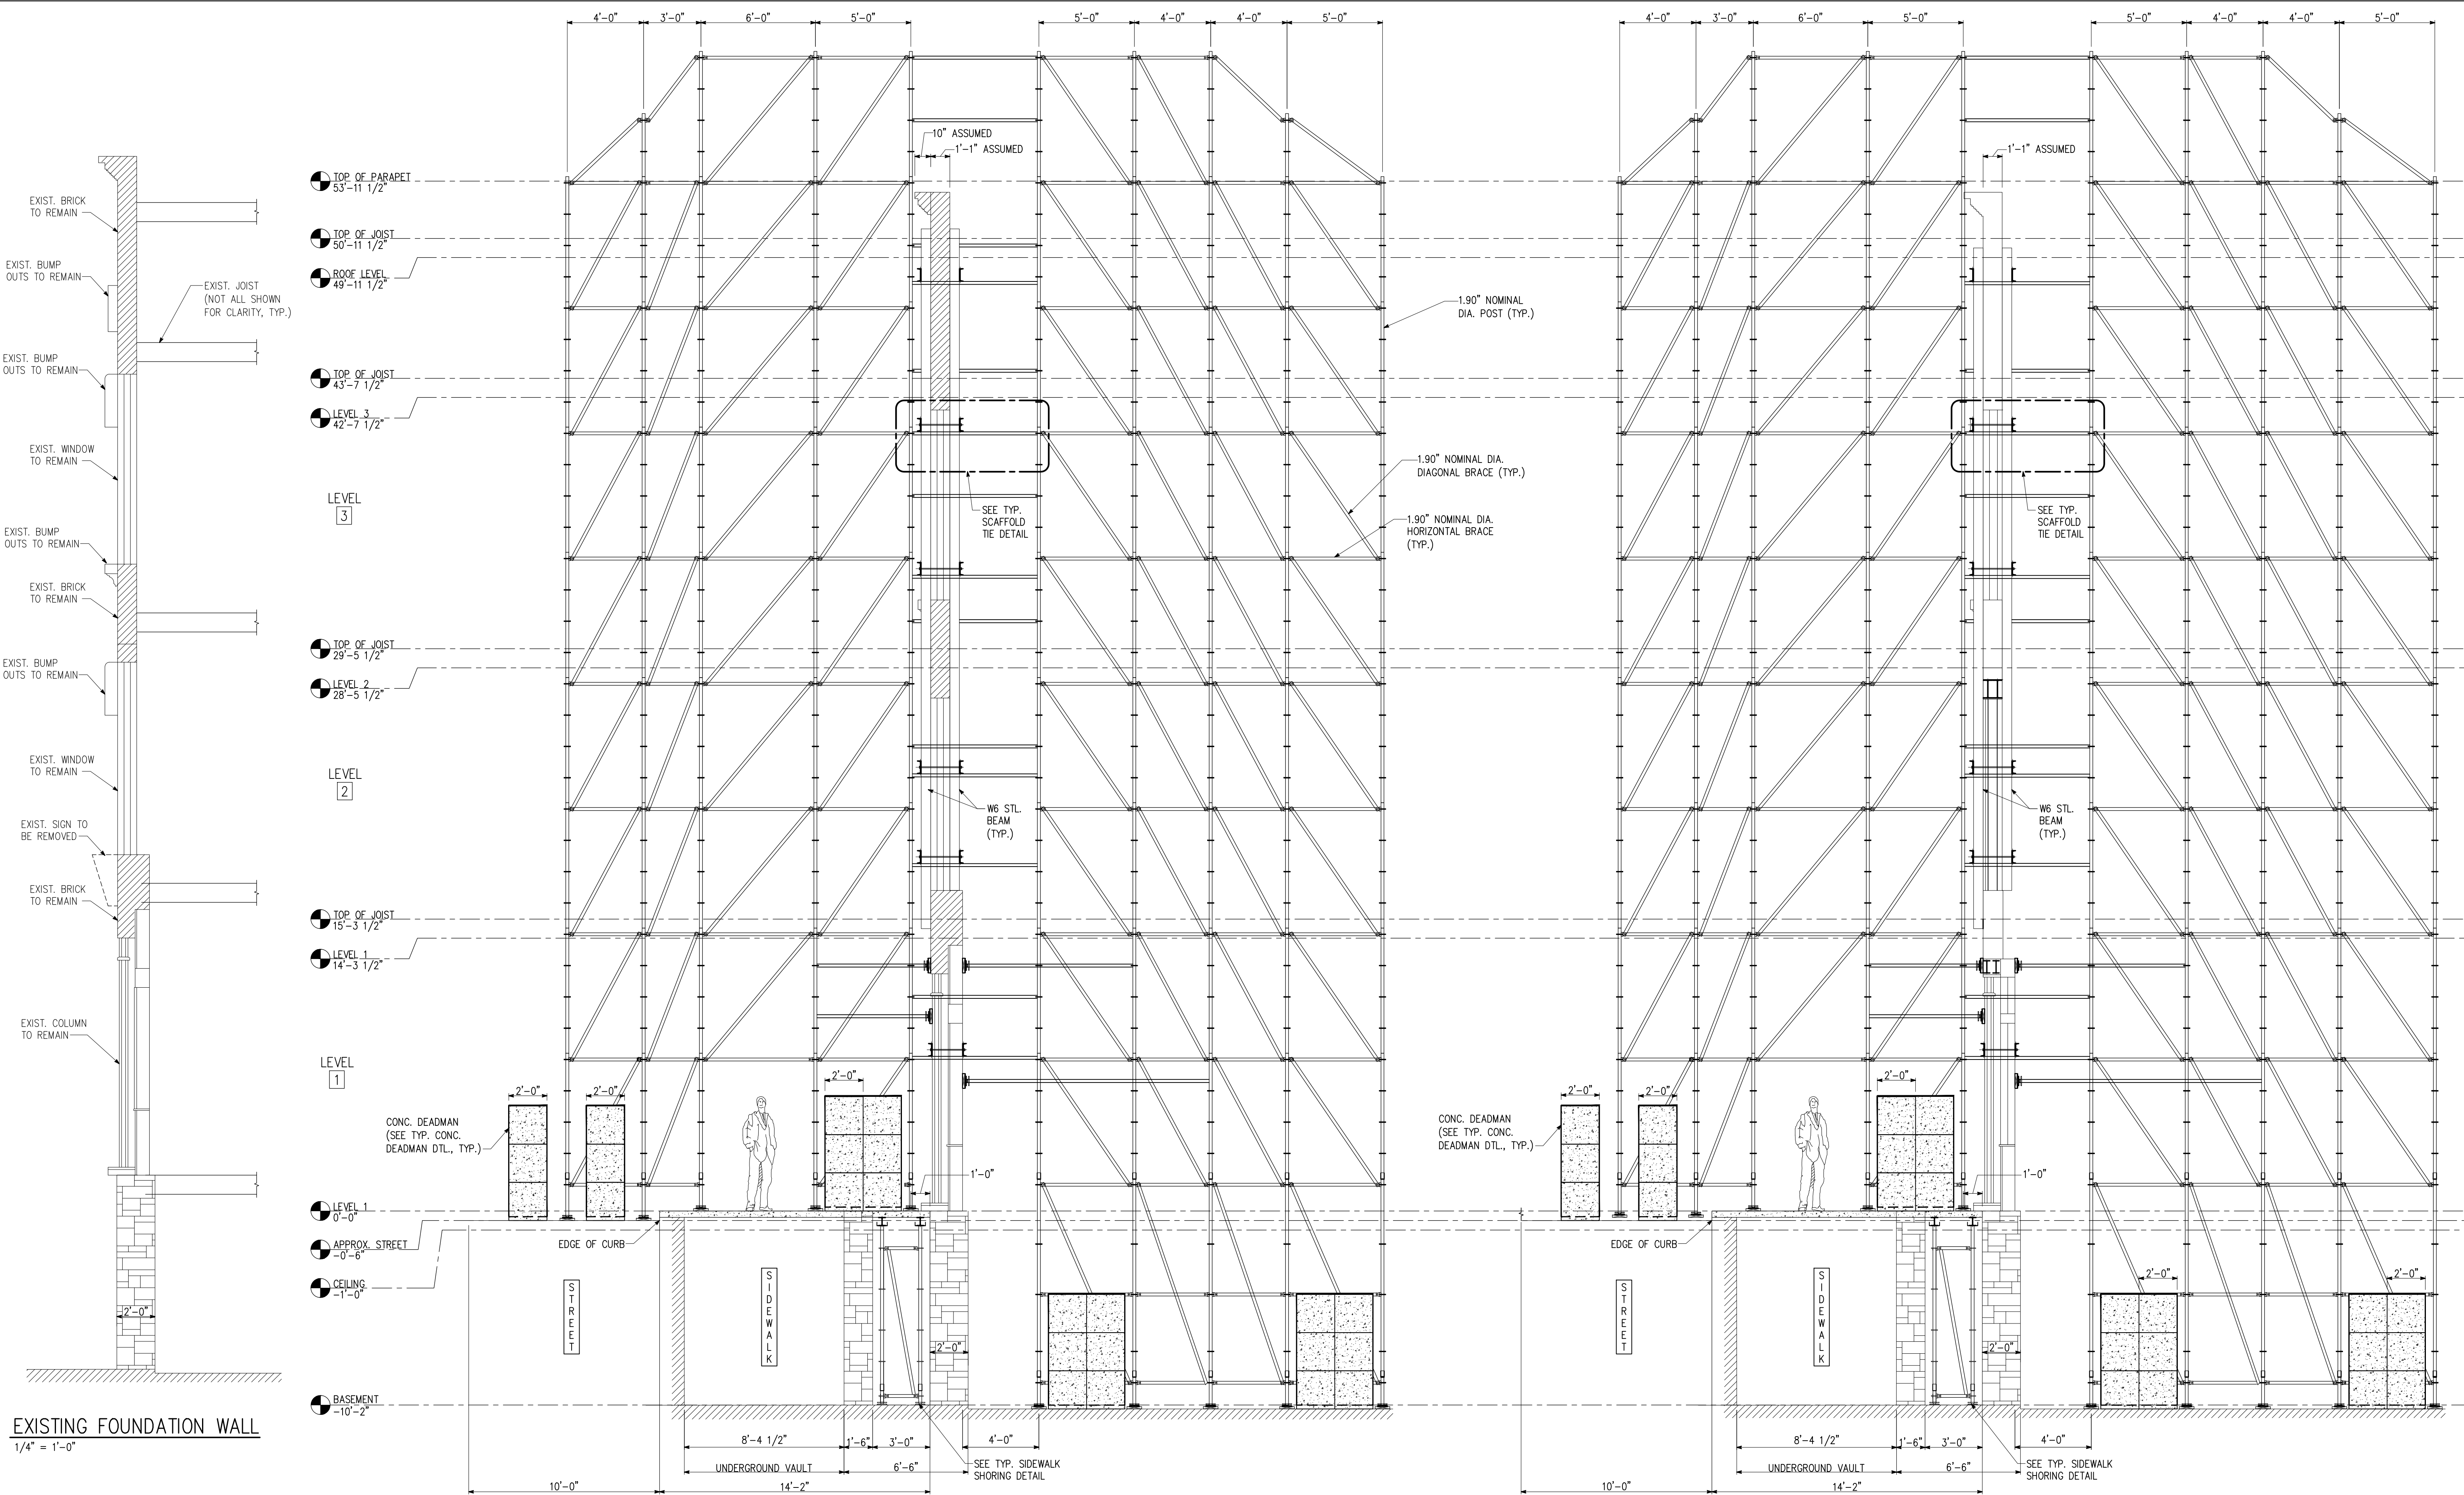 EXIST. BRICK
TO REMAIN
EXIST. BUMP
OUTS TO REMAIN
EXIST. JOIST
(NOT ALL SHOWN
FOR CLARITY, TYP.)
EXIST. BUMP
OUTS TO REMAIN
EXIST. WINDOW
TO REMAIN
EXIST. BUMP
OUTS TO REMAIN
EXIST. BRICK
TO REMAIN
EXIST. BUMP
OUTS TO REMAIN
EXIST. WINDOW
TO REMAIN
EXIST. SIGN TO
BE REMOVED
EXIST. BRICK
TO REMAIN
EXIST. COLUMN
TO REMAIN
2'-0"
EXISTING FOUNDATION WALL
1/4" = 1'-0"
TOP OF PARAPET
53'-11 1/2"
TOP OF JOIST
50'-11 1/2"
ROOF LEVEL
49'-11 1/2"
TOP OF JOIST
43'-7 1/2"
LEVEL 3
42'-7 1/2"
LEVEL
3
TOP OF JOIST
29'-5 1/2"
LEVEL 2
28'-5 1/2"
LEVEL
2
TOP OF JOIST
15'-3 1/2"
LEVEL 1
14'-3 1/2"
LEVEL
1
LEVEL 1
0'-0"
APPROX. STREET
-0'-6"
CEILING
-1'-0"
BASEMENT
-10'-2"
4'-0" 3'-0" 6'-0" 5'-0" 5'-0" 4'-0" 4'-0" 5'-0"
10" ASSUMED
1'-1" ASSUMED
1.90" NOMINAL
DIA. POST (TYP.)
1.90" NOMINAL DIA.
DIAGONAL BRACE (TYP.)
1.90" NOMINAL DIA.
HORIZONTAL BRACE
(TYP.)
SEE TYP.
SCAFFOLD
TIE DETAIL
W6 STL.
BEAM
(TYP.)
2'-0" 2'-0" 2'-0"
CONC. DEADMAN
(SEE TYP. CONC.
DEADMAN DTL., TYP.)
1'-0"
EDGE OF CURB
STREET
SIDEWALK
2'-0"
8'-4 1/2" 1'-6" 3'-0" 4'-0"
UNDERGROUND VAULT 6'-6"
SEE TYP. SIDEWALK
SHORING DETAIL
10'-0" 14'-2"
4'-0" 3'-0" 6'-0" 5'-0" 5'-0" 4'-0" 4'-0" 5'-0"
1'-1" ASSUMED
SEE TYP.
SCAFFOLD
TIE DETAIL
W6 STL.
BEAM
(TYP.)
2'-0" 2'-0" 2'-0"
CONC. DEADMAN
(SEE TYP. CONC.
DEADMAN DTL., TYP.)
1'-0"
EDGE OF CURB
STREET
SIDEWALK
2'-0" 2'-0"
2'-0"
8'-4 1/2" 1'-6" 3'-0" 4'-0"
UNDERGROUND VAULT 6'-6"
SEE TYP. SIDEWALK
SHORING DETAIL
10'-0" 14'-2"